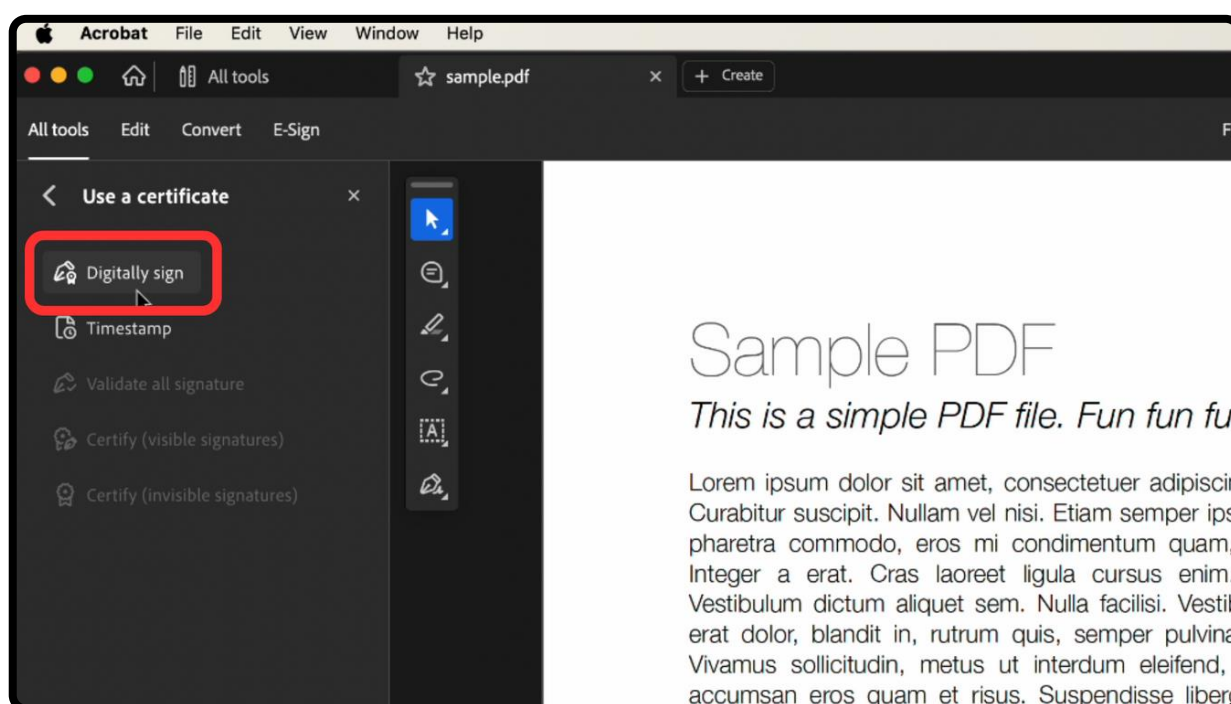 Acrobat File Edit View Window Help
All tools
sample.pdf
Create
All tools Edit Convert E-Sign
Use a certificate
Digitally sign
Timestamp
Validate all signature
Certify (visible signatures)
Certify (invisible signatures)
Sample PDF
This is a simple PDF file. Fun fun
Lorem ipsum dolor sit amet, consectetuer
Curabitur suscipit. Nullam vel nisi. Etiam semper
pharetra commodo, eros mi condimentum quam,
Integer a erat. Cras laoreet ligula cursus enim.
Vestibulum dictum aliquet sem. Nulla facilisi.
erat dolor, blandit in, rutrum quis, semper
Vivamus sollicitudin, metus ut interdum eleifend,
accumsan eros quam et risus. Suspendisse